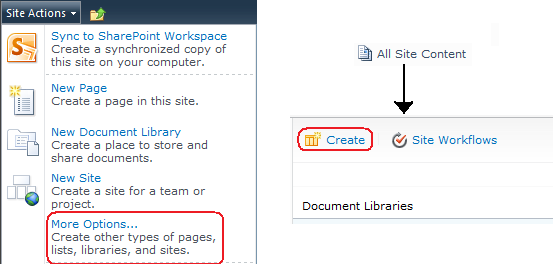 Site Actions
Sync to SharePoint Workspace
Create a synchronized copy of
this site on your computer.
New Page
Create a page in this site.
New Document Library
Create a place to store and
share documents.
New Site
Create a site for a team or
project.
More Options...
Create other types of pages,
lists, libraries, and sites.
All Site Content
Create Site Workflows
Document Libraries